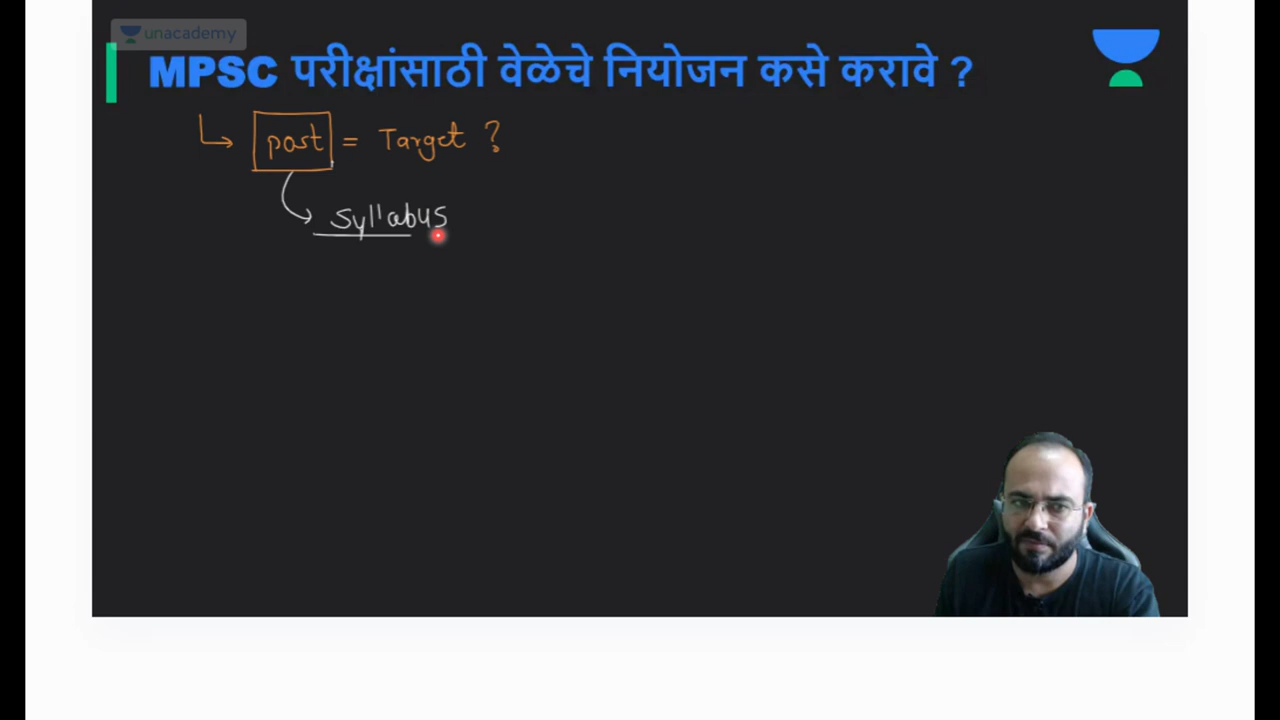 unacademy
MPSC परीक्षांसाठी वेळेचे नियोजन कसे करावे ?
post = Target ?
Syllabus